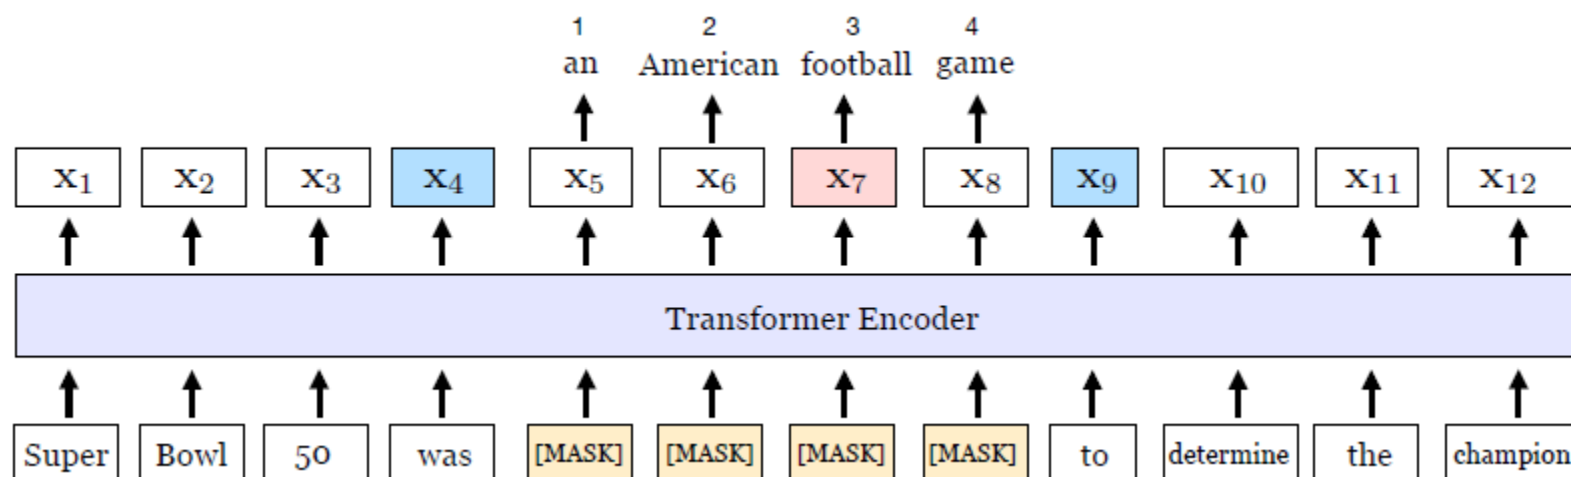 1 2 3 4
an American football game
x₁ x₂ x₃ x₄ x₅ x₆ x₇ x₈ x₉ x₁₀ x₁₁ x₁₂
Transformer Encoder
Super Bowl 50 was [MASK] [MASK] [MASK] [MASK] to determine the champion